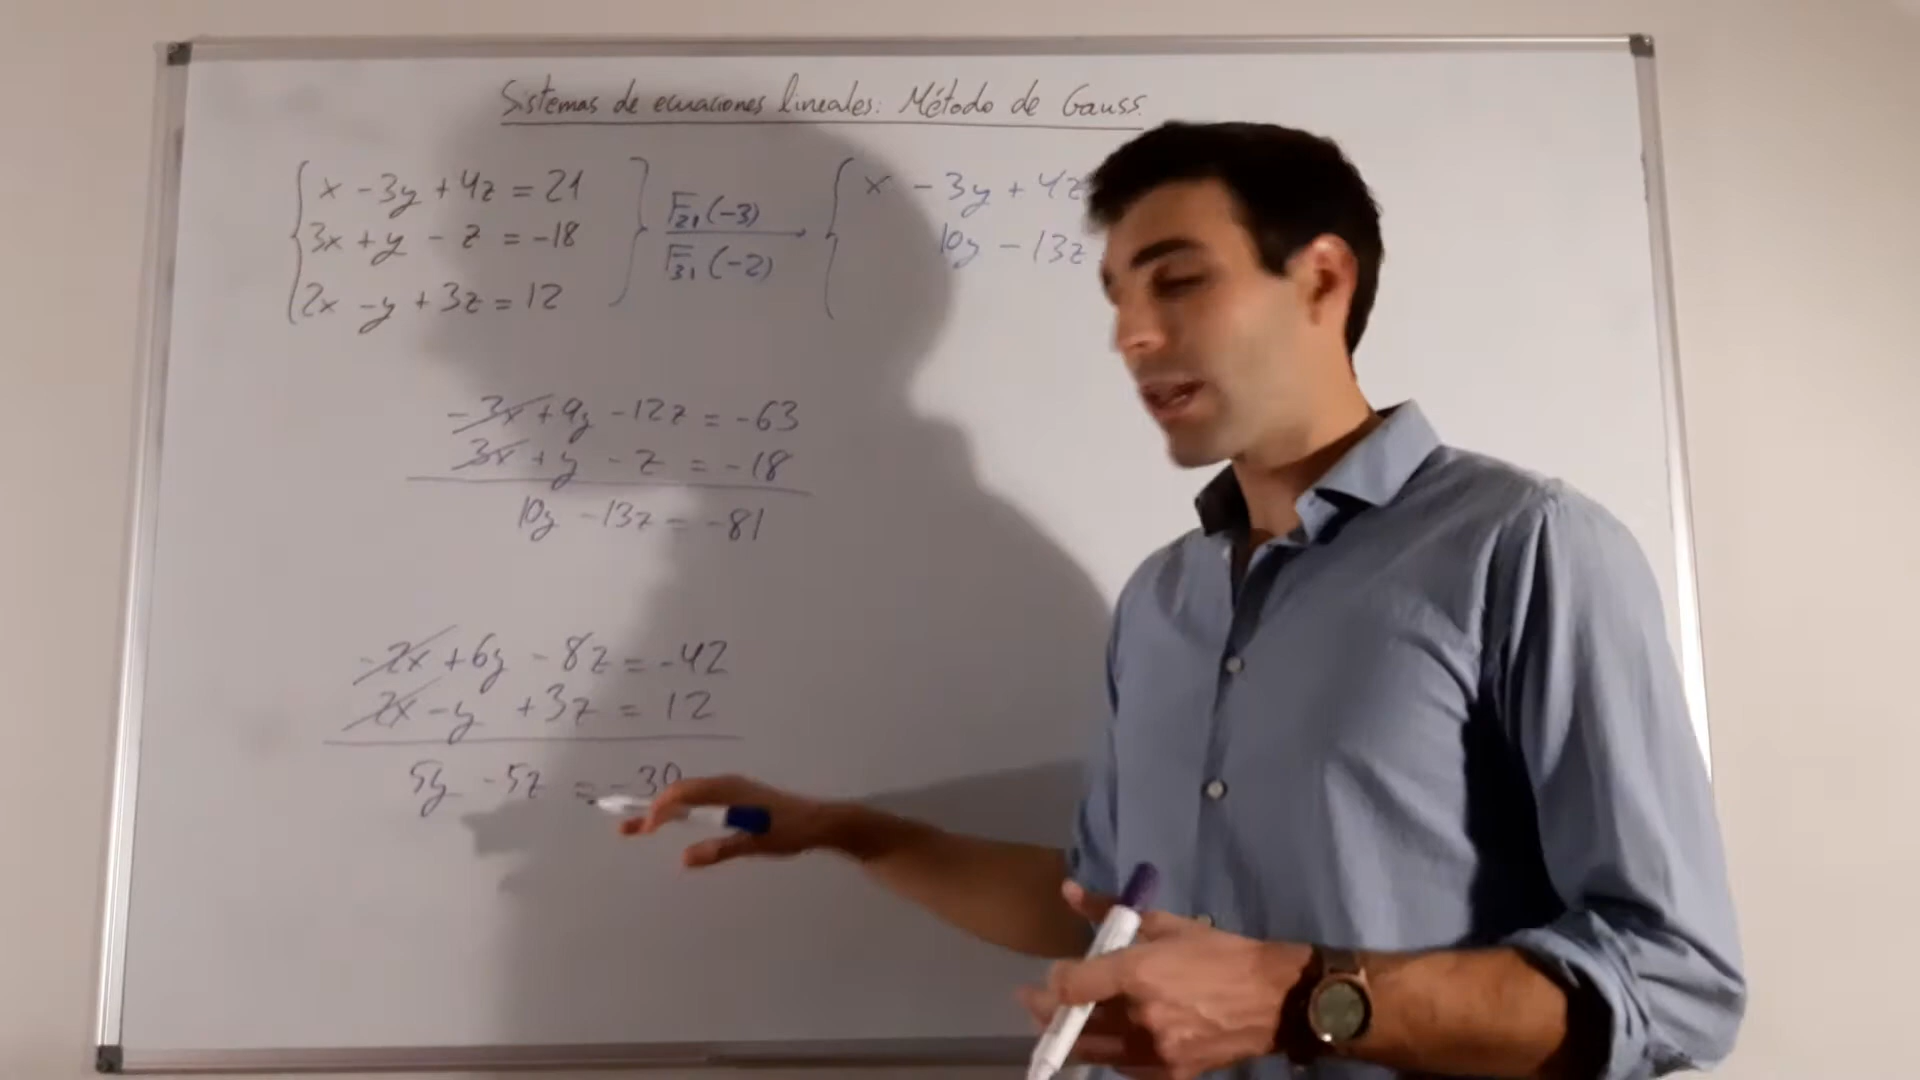 Sistemas de ecuaciones lineales: Método de Gauss.
x - 3y + 4z = 21
3x + y - z = -18
2x - y + 3z = 12
F21 (-3)
F31 (-2)
x - 3y + 4z
10y - 13z
-3x + 9y - 12z = -63
3x + y - z = -18
10y - 13z = -81
-2x + 6y - 8z = -42
2x - y + 3z = 12
5y - 5z = -30